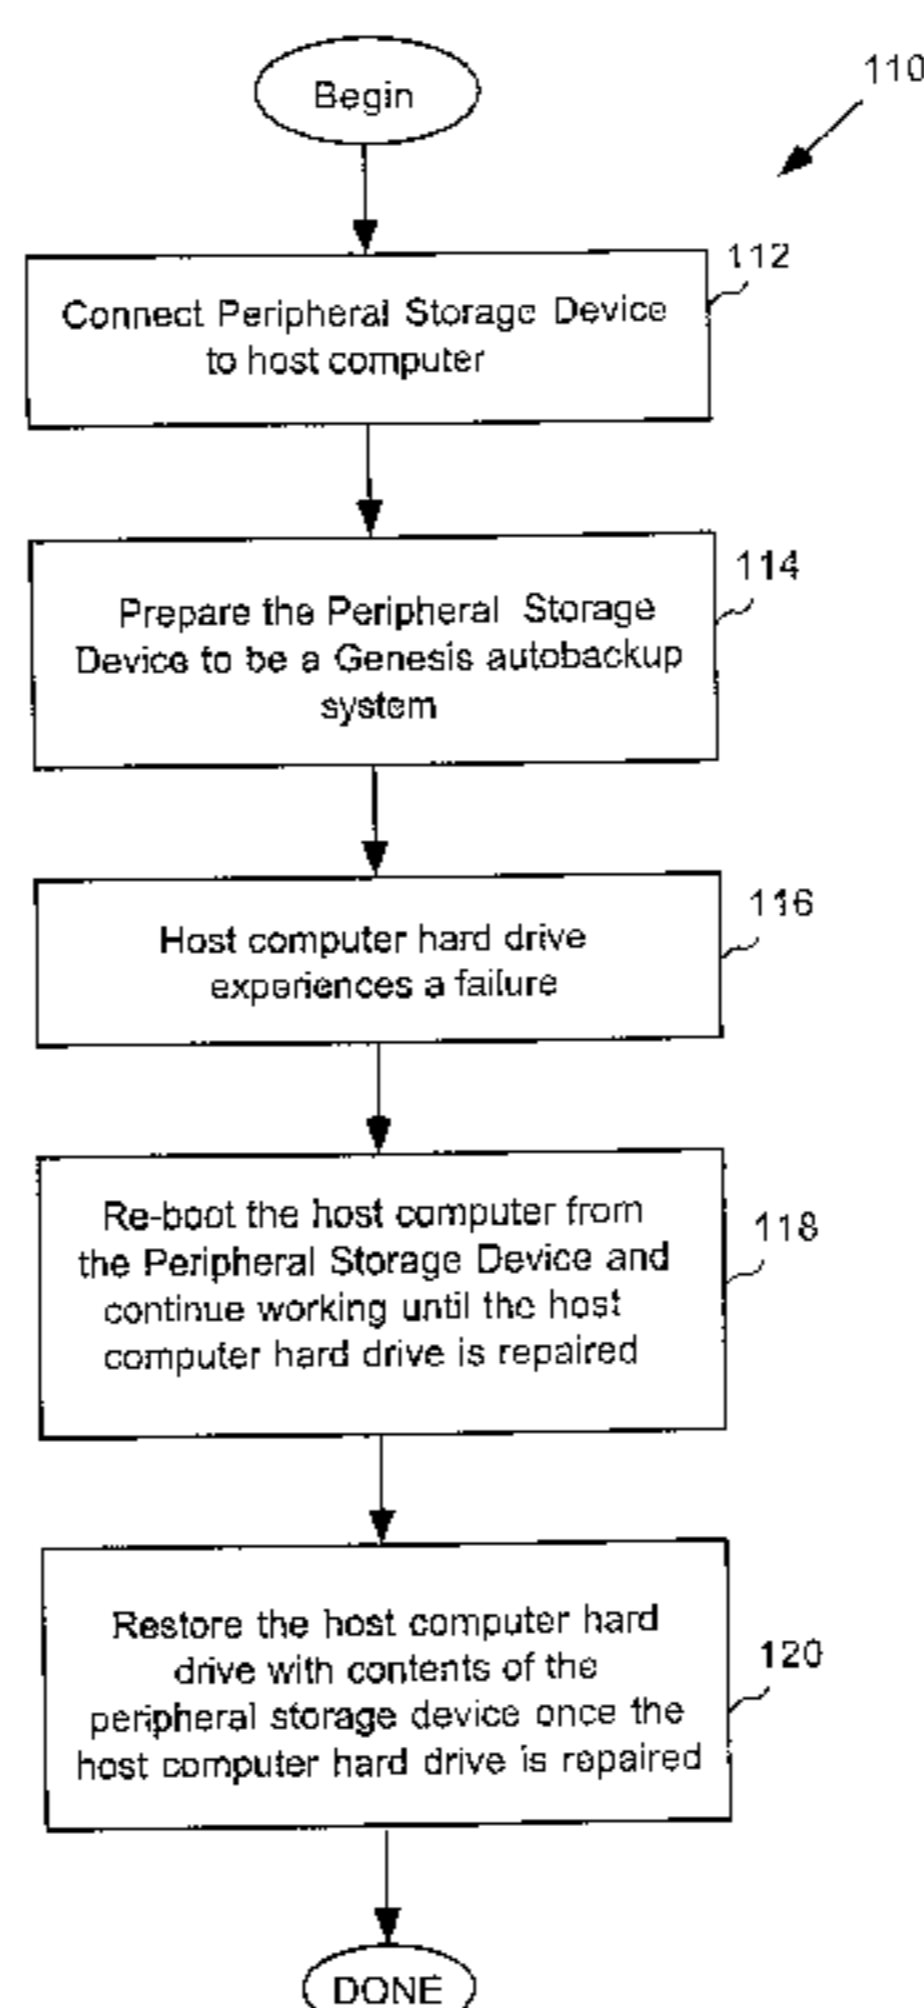 Begin
110
112
Connect Peripheral Storage Device
to host computer
114
Prepare the Peripheral Storage
Device to be a Genesis autobackup
system
116
Host computer hard drive
experiences a failure
118
Re-boot the host computer from
the Peripheral Storage Device and
continue working until the host
computer hard drive is repaired
120
Restore the host computer hard
drive with contents of the
peripheral storage device once the
host computer hard drive is repaired
DONE